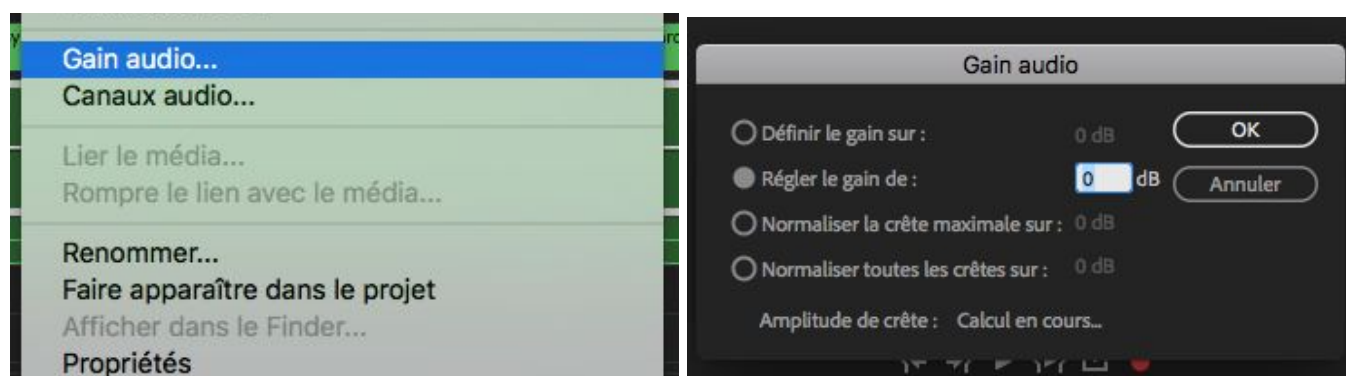 Gain audio...
Canaux audio...
Lier le média...
Rompre le lien avec le média...
Renommer...
Faire apparaître dans le projet
Afficher dans le Finder...
Propriétés
Gain audio
Définir le gain sur : 0 dB
OK
Régler le gain de : 0 dB
Annuler
Normaliser la crête maximale sur : 0 dB
Normaliser toutes les crêtes sur : 0 dB
Amplitude de crête : Calcul en cours...